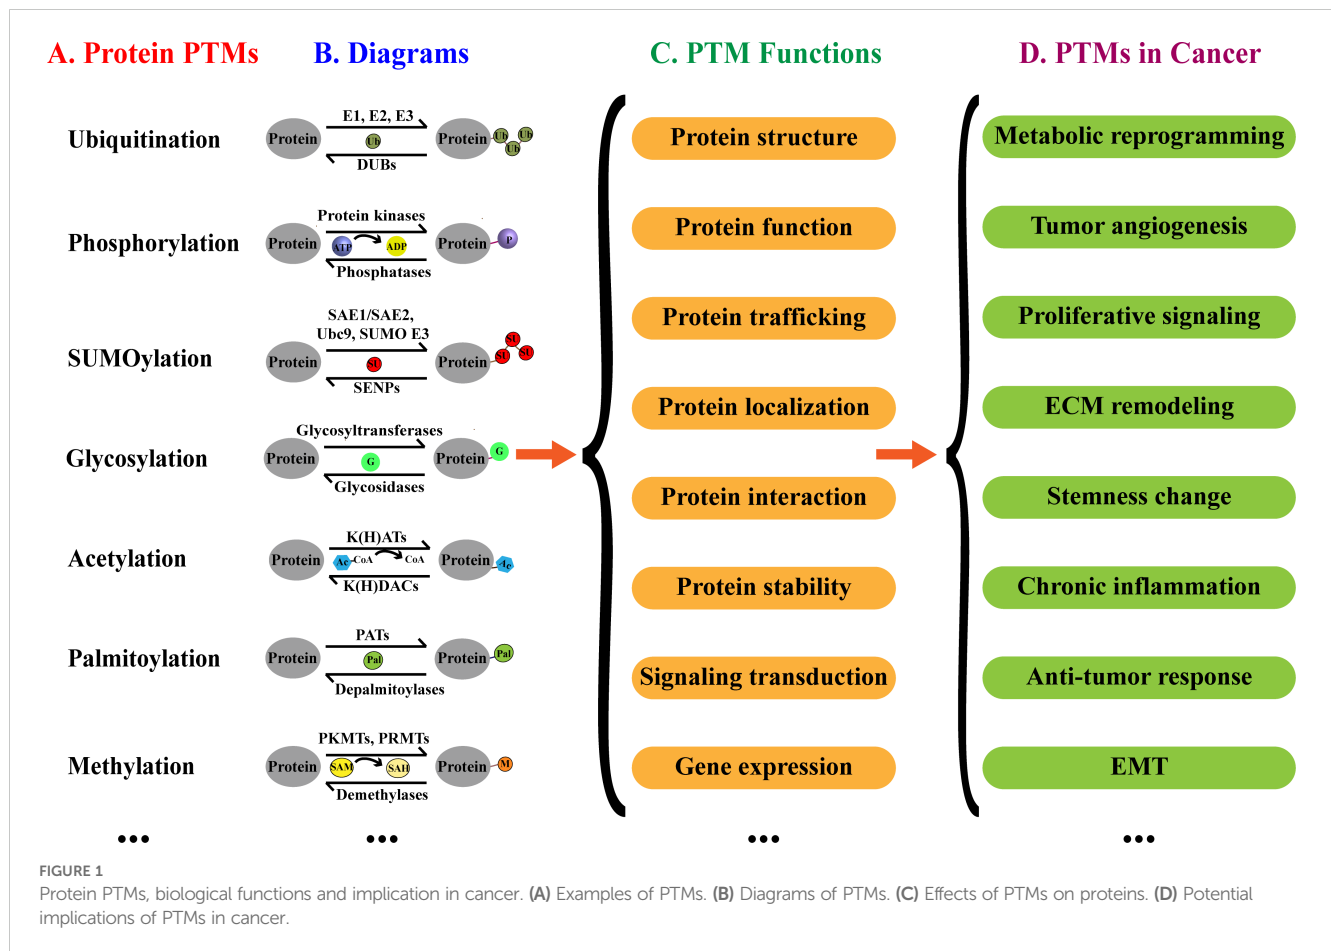 A. Protein PTMs
B. Diagrams
C. PTM Functions
D. PTMs in Cancer
Ubiquitination
Protein
E1, E2, E3
Ub
DUBs
Protein
Ub
Ub
Ub
Phosphorylation
Protein
Protein kinases
ATP
ADP
Phosphatases
Protein
P
SUMOylation
Protein
SAE1/SAE2,
Ubc9, SUMO E3
SU
SENPs
Protein
SU
SU
SU
Glycosylation
Protein
Glycosyltransferases
G
Glycosidases
Protein
G
Acetylation
Protein
K(H)ATs
Ac
CoA
CoA
K(H)DACs
Protein
Ac
Palmitoylation
Protein
PATs
Pal
Depalmitoylases
Protein
Pal
Methylation
Protein
PKMTs, PRMTs
SAM
SAH
Demethylases
Protein
M
•••
•••
Protein structure
Protein function
Protein trafficking
Protein localization
Protein interaction
Protein stability
Signaling transduction
Gene expression
•••
Metabolic reprogramming
Tumor angiogenesis
Proliferative signaling
ECM remodeling
Stemness change
Chronic inflammation
Anti-tumor response
EMT
•••
FIGURE 1
Protein PTMs, biological functions and implication in cancer. (A) Examples of PTMs. (B) Diagrams of PTMs. (C) Effects of PTMs on proteins. (D) Potential
implications of PTMs in cancer.